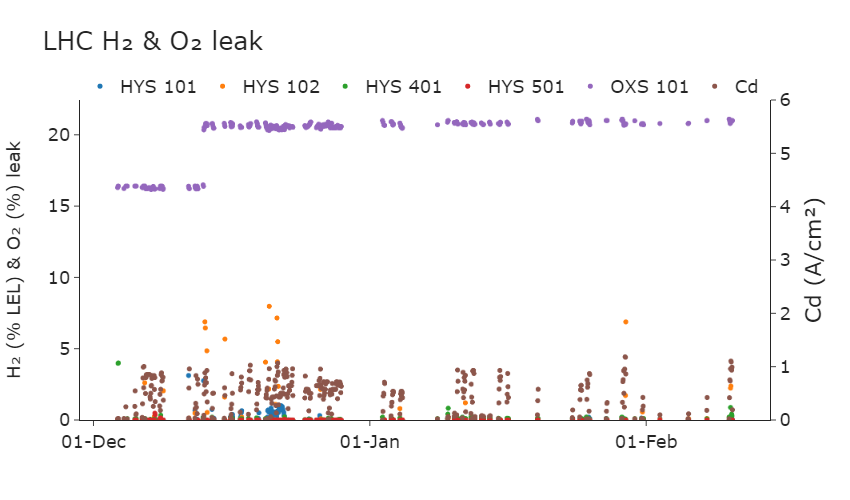 LHC H₂ & O₂ leak
HYS 101 HYS 102 HYS 401 HYS 501 OXS 101 Cd
H₂ (% LEL) & O₂ (%) leak
20
15
10
5
0
6
5
4
3
2
1
0
Cd (A/cm²)
01-Dec 01-Jan 01-Feb